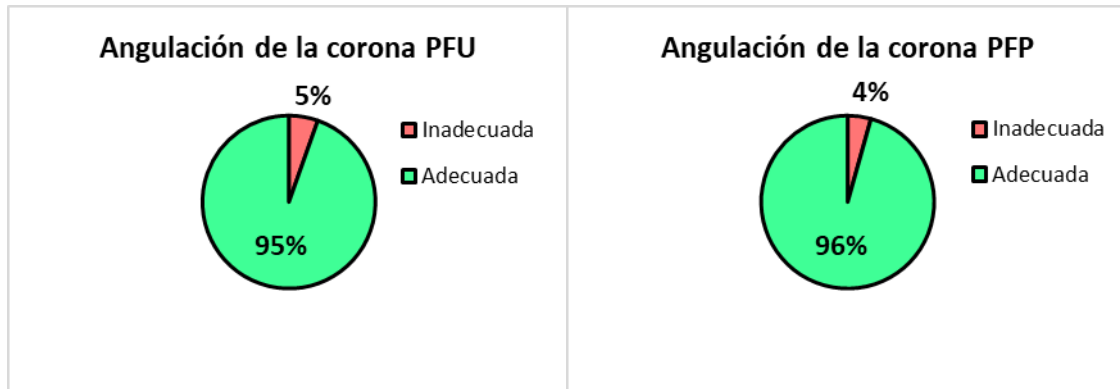 Angulación de la corona PFU
5%
Inadecuada
Adecuada
95%
Angulación de la corona PFP
4%
Inadecuada
Adecuada
96%